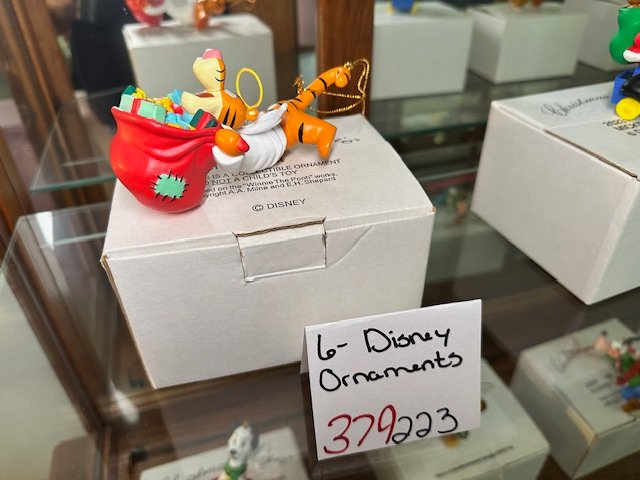 IS A COLLECTIBLE ORNAMENT
NOT A CHILD'S TOY
on the "Winnie The Pooh" works,
A.A. Milne and E.H. Shepard.
© DISNEY
6- Disney
Ornaments
379223
Christmas